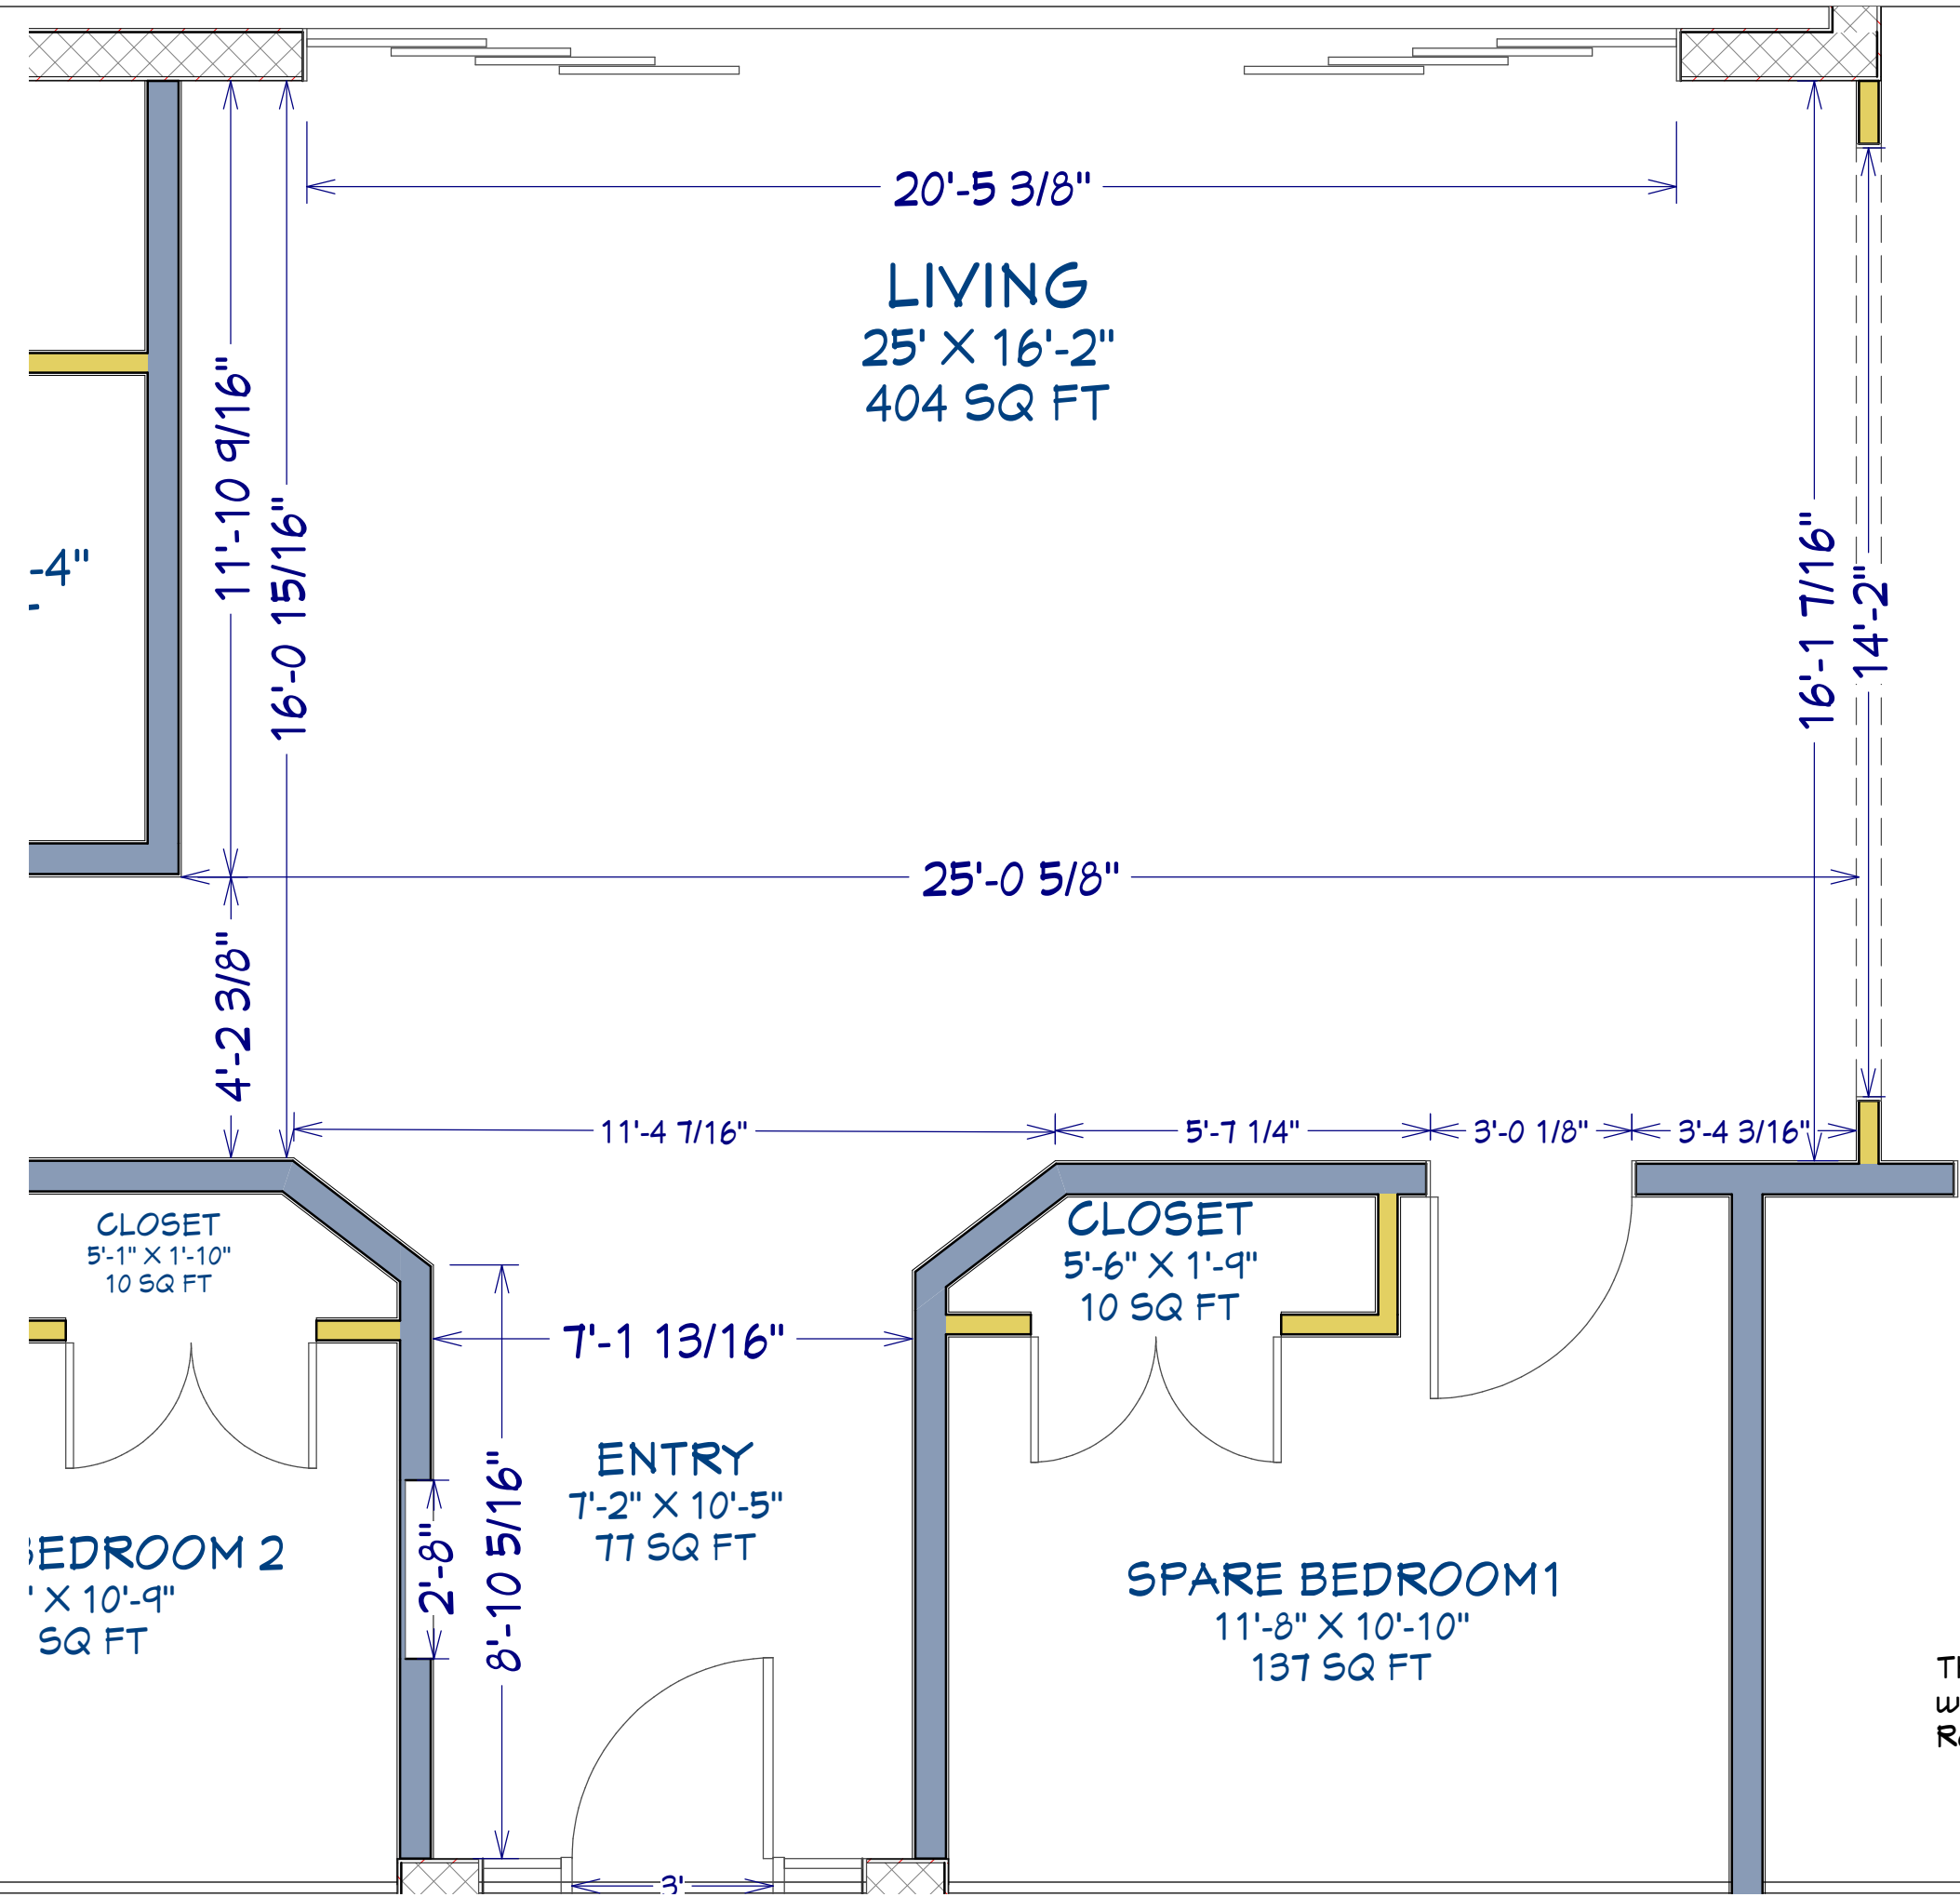 20'-5 3/8"
LIVING
25' X 16'-2"
404 SQ FT
11'-10 9/16"
16'-0 15/16"
16'-1 7/16"
14'-2"
-4"
25'-0 5/8"
4'-2 3/8"
11'-4 7/16"
5'-7 1/4"
3'-0 1/8"
3'-4 3/16"
CLOSET
5'-1" X 1'-10"
10 SQ FT
CLOSET
5'-6" X 1'-9"
10 SQ FT
7'-1 13/16"
ENTRY
7'-2" X 10'-5"
77 SQ FT
8'-10 5/16"
2'-8"
BEDROOM 2
' X 10'-9"
SQ FT
SPARE BEDROOM1
11'-8" X 10'-10"
137 SQ FT
3'